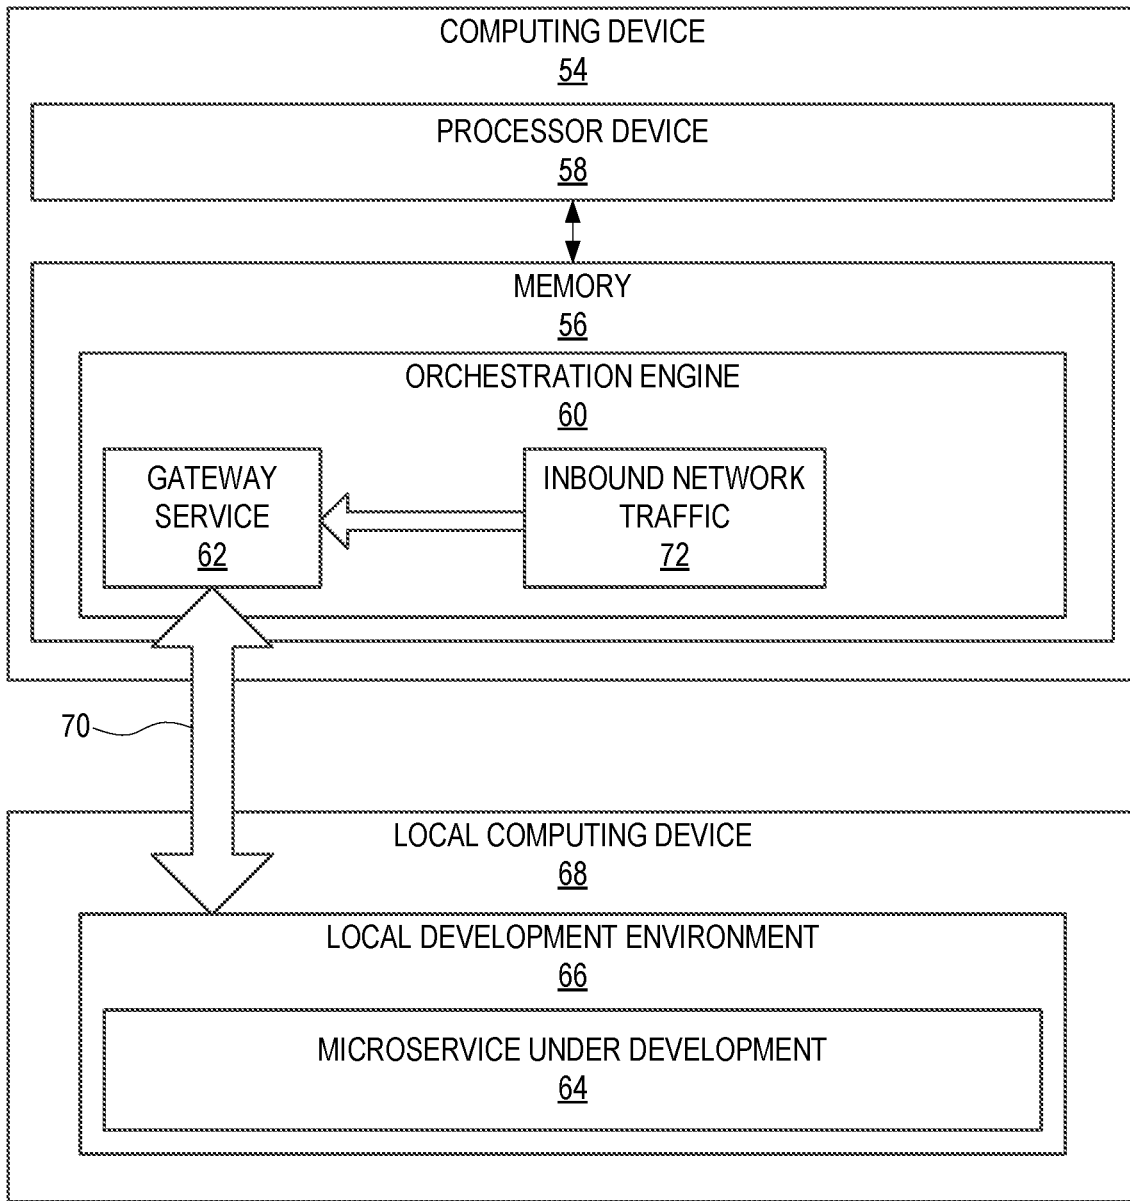 COMPUTING DEVICE
54
PROCESSOR DEVICE
58
MEMORY
56
ORCHESTRATION ENGINE
60
GATEWAY
SERVICE
62
INBOUND NETWORK
TRAFFIC
72
70
LOCAL COMPUTING DEVICE
68
LOCAL DEVELOPMENT ENVIRONMENT
66
MICROSERVICE UNDER DEVELOPMENT
64